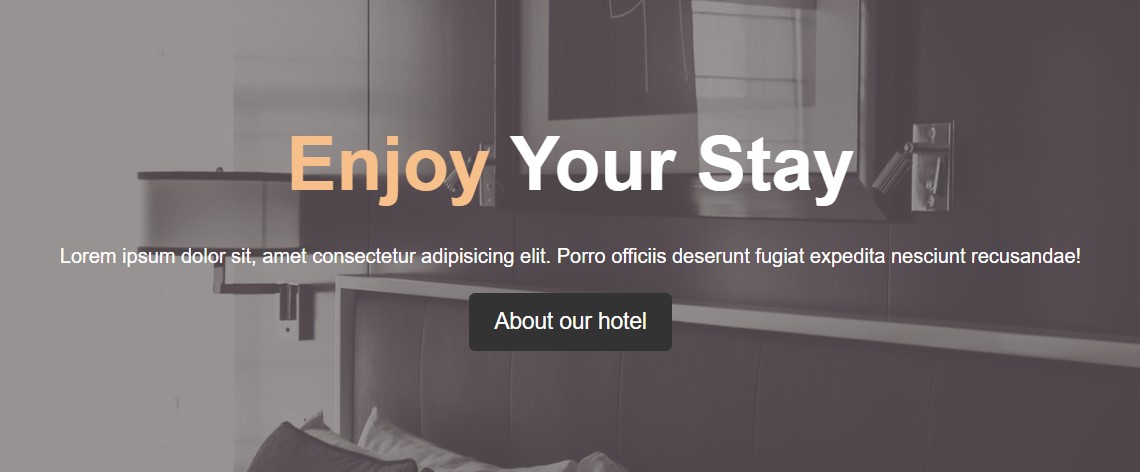 Enjoy Your Stay
Lorem ipsum dolor sit, amet consectetur adipisicing elit. Porro officiis deserunt fugiat expedita nesciunt recusandae!
About our hotel